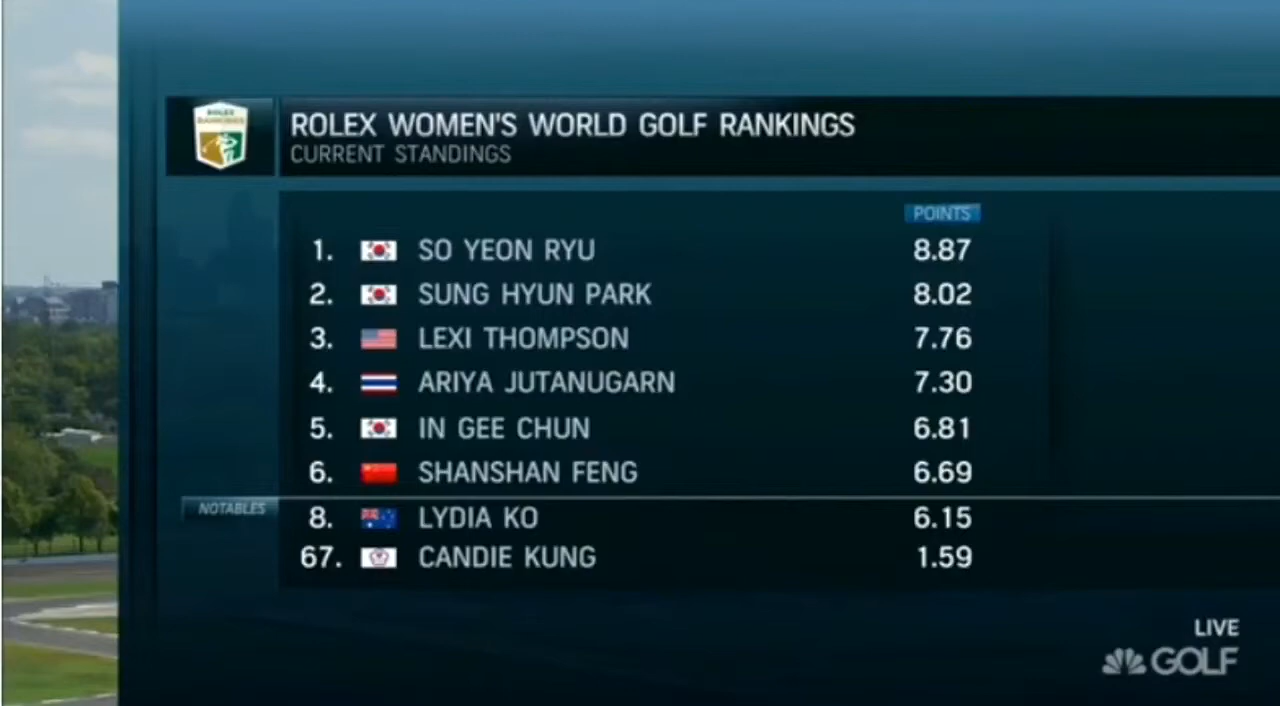 ROLEX
RANKINGS
ROLEX WOMEN'S WORLD GOLF RANKINGS
CURRENT STANDINGS
POINTS
1. SO YEON RYU 8.87
2. SUNG HYUN PARK 8.02
3. LEXI THOMPSON 7.76
4. ARIYA JUTANUGARN 7.30
5. IN GEE CHUN 6.81
6. SHANSHAN FENG 6.69
NOTABLES
8. LYDIA KO 6.15
67. CANDIE KUNG 1.59
LIVE
GOLF